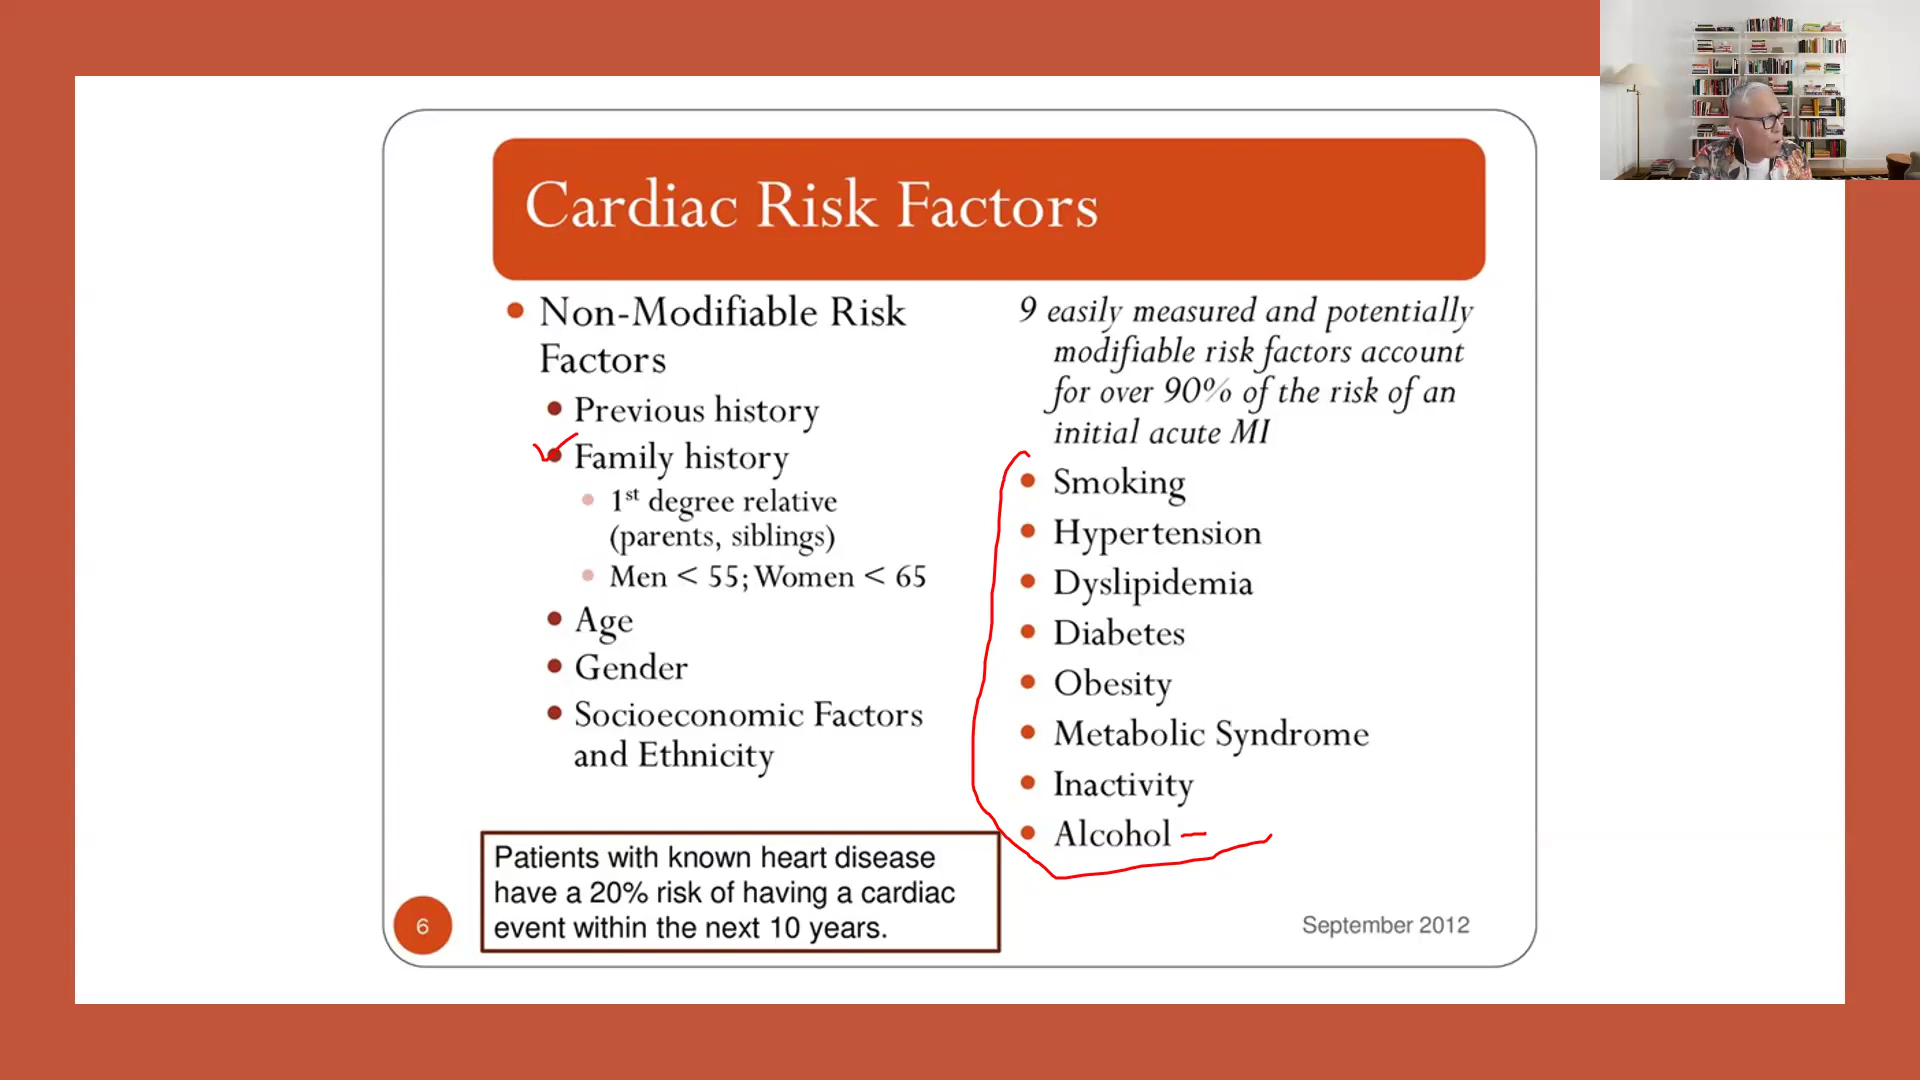 Cardiac Risk Factors
Non-Modifiable Risk
Factors
Previous history
Family history
1st degree relative
(parents, siblings)
Men < 55; Women < 65
Age
Gender
Socioeconomic Factors
and Ethnicity
9 easily measured and potentially
modifiable risk factors account
for over 90% of the risk of an
initial acute MI
Smoking
Hypertension
Dyslipidemia
Diabetes
Obesity
Metabolic Syndrome
Inactivity
Alcohol
Patients with known heart disease
have a 20% risk of having a cardiac
event within the next 10 years.
6
September 2012